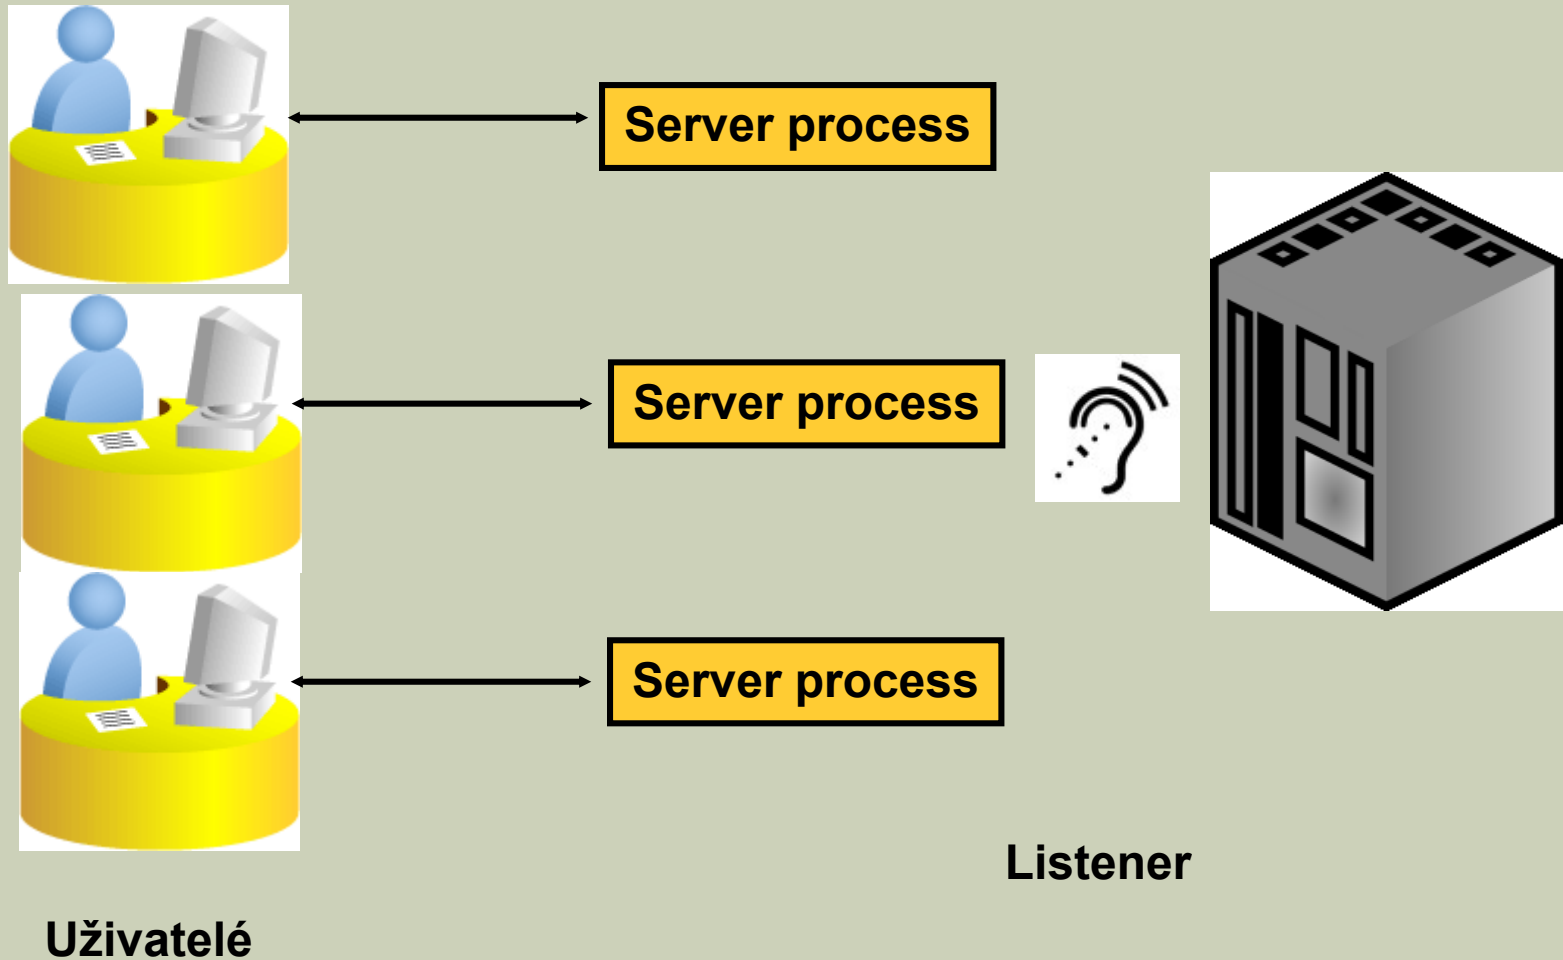 Server process
Server process
Server process
Listener
Uživatelé